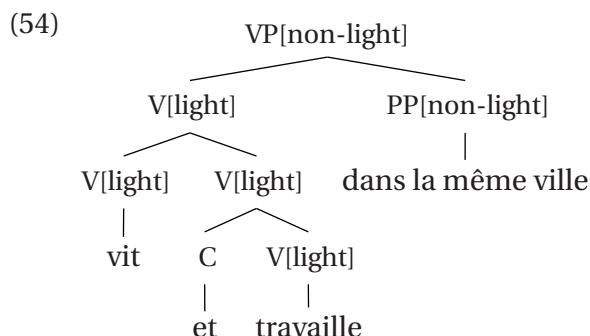 (54)
VP[non-light]
V[light] PP[non-light]
V[light] V[light] dans la même ville
vit C V[light]
et travaille